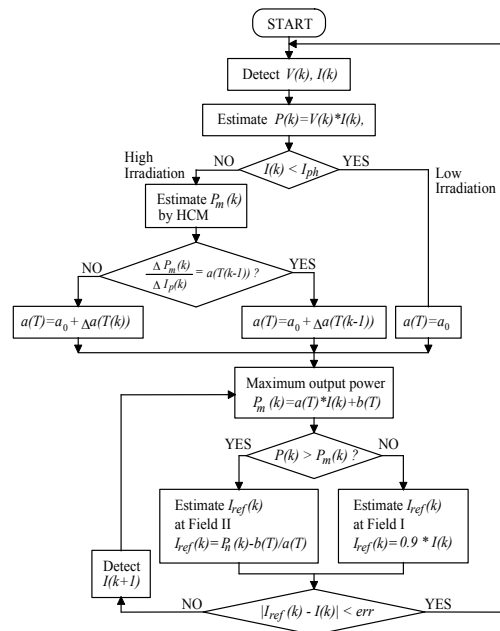 START
Detect V(k), I(k)
Estimate P(k)=V(k)*I(k),
I(k) < Iph
NO
YES
High
Irradiation
Low
Irradiation
Estimate Pm(k)
by HCM
Δ Pm(k)
Δ Ip(k)
= a(T(k-1)) ?
NO
YES
a(T)=a0 + Δa(T(k))
a(T)=a0 + Δa(T(k-1))
a(T)=a0
Maximum output power
Pm(k)=a(T)*I(k)+b(T)
P(k) > Pm(k) ?
YES
NO
Estimate Iref(k)
at Field II
Iref(k)=Pn(k)-b(T)/a(T)
Estimate Iref(k)
at Field I
Iref(k)=0.9 * I(k)
Detect
I(k+1)
|Iref(k) - I(k)| < err
NO
YES